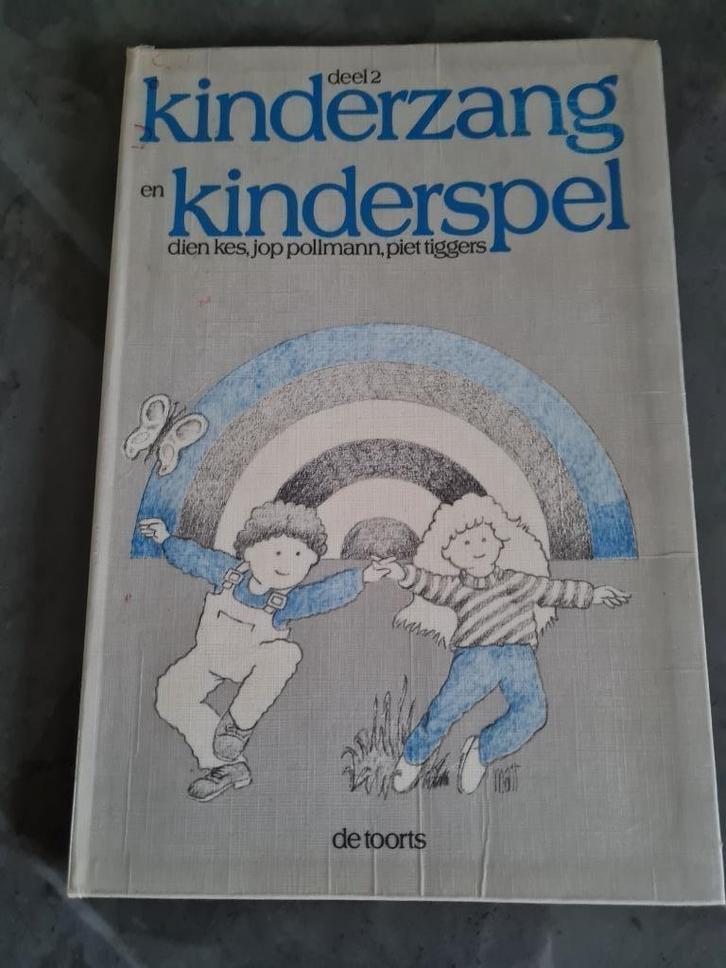 deel 2
kinderzang
en kinderspel
dien kes, jop pollmann, piet tiggers
de toorts